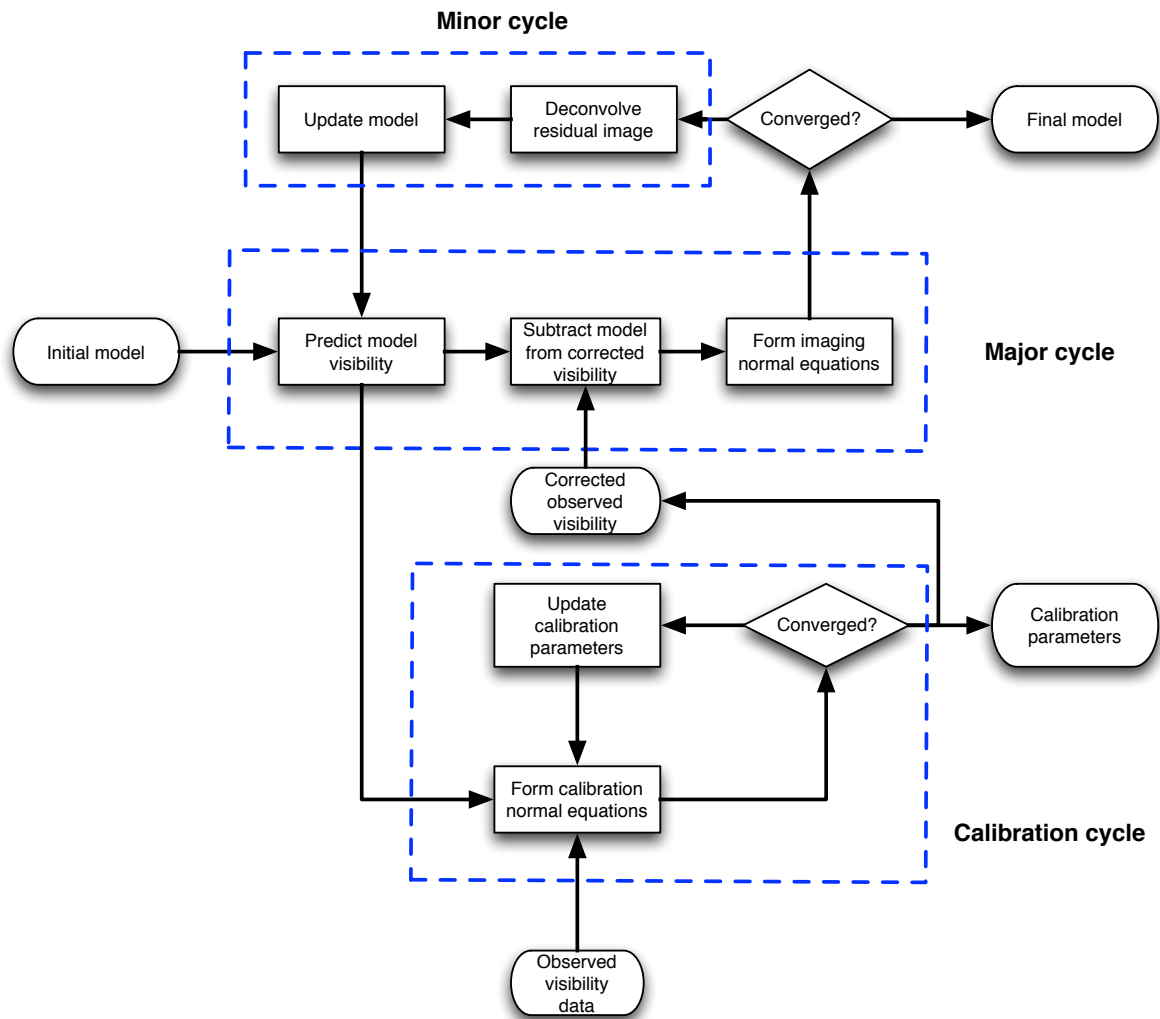 Minor cycle
Update model
Deconvolve
residual image
Converged?
Final model
Initial model
Predict model
visibility
Subtract model
from corrected
visibility
Form imaging
normal equations
Major cycle
Corrected
observed
visibility
Update
calibration
parameters
Converged?
Calibration
parameters
Form calibration
normal equations
Calibration cycle
Observed
visibility
data